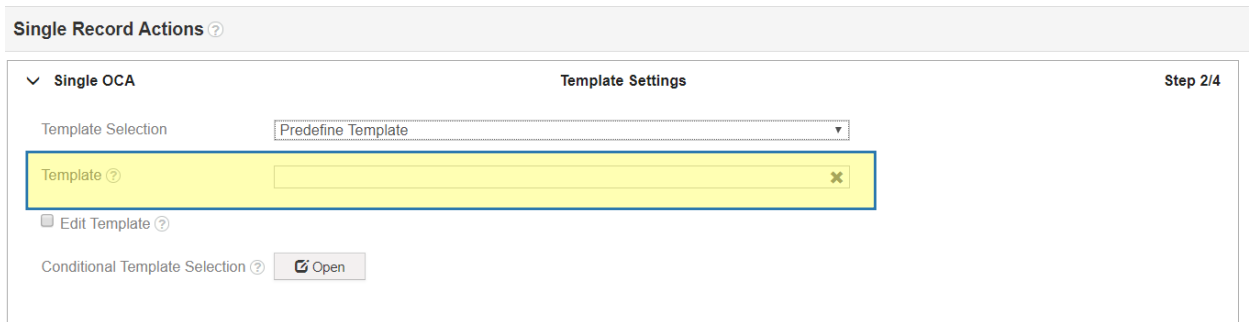 Single Record Actions ?
Single OCA Template Settings Step 2/4
Template Selection Predefine Template
Template ?
Edit Template ?
Conditional Template Selection ? Open